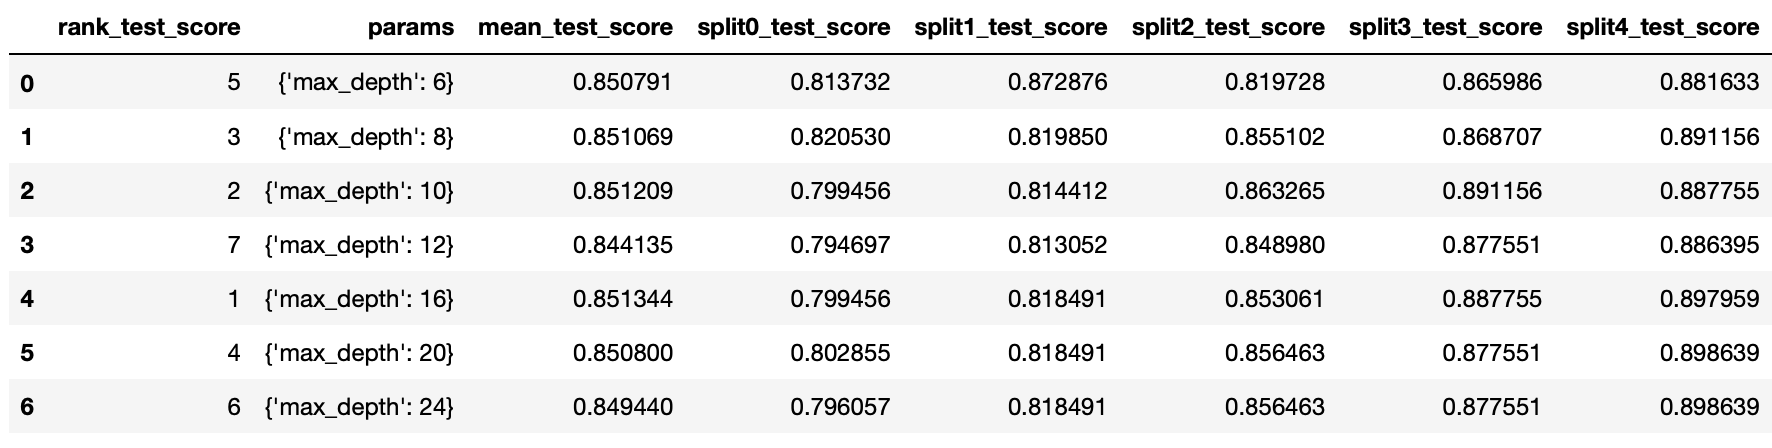 rank_test_score params mean_test_score split0_test_score split1_test_score split2_test_score split3_test_score split4_test_score
0 5 {'max_depth': 6} 0.850791 0.813732 0.872876 0.819728 0.865986 0.881633
1 3 {'max_depth': 8} 0.851069 0.820530 0.819850 0.855102 0.868707 0.891156
2 2 {'max_depth': 10} 0.851209 0.799456 0.814412 0.863265 0.891156 0.887755
3 7 {'max_depth': 12} 0.844135 0.794697 0.813052 0.848980 0.877551 0.886395
4 1 {'max_depth': 16} 0.851344 0.799456 0.818491 0.853061 0.887755 0.897959
5 4 {'max_depth': 20} 0.850800 0.802855 0.818491 0.856463 0.877551 0.898639
6 6 {'max_depth': 24} 0.849440 0.796057 0.818491 0.856463 0.877551 0.898639